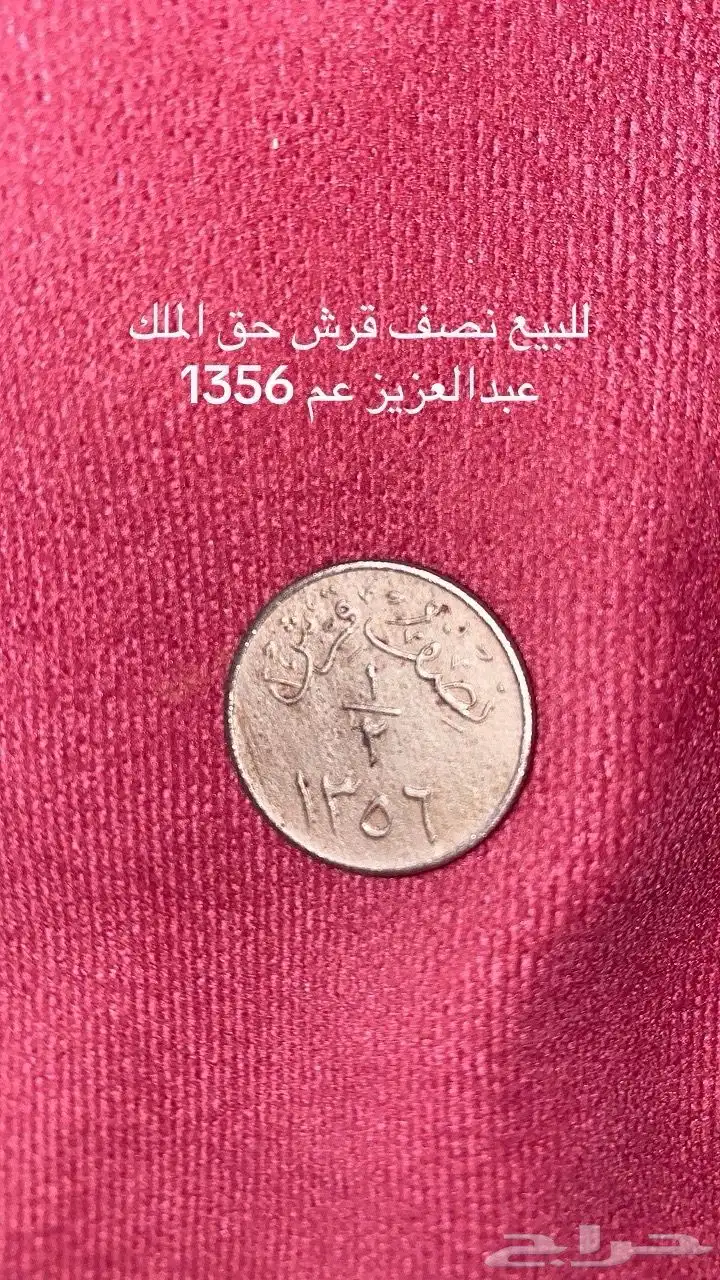 للبيع نصف قرش حق الملك
عبدالعزيز عم 1356
نصف قرش
١
٢
١٣٥٦
حراج